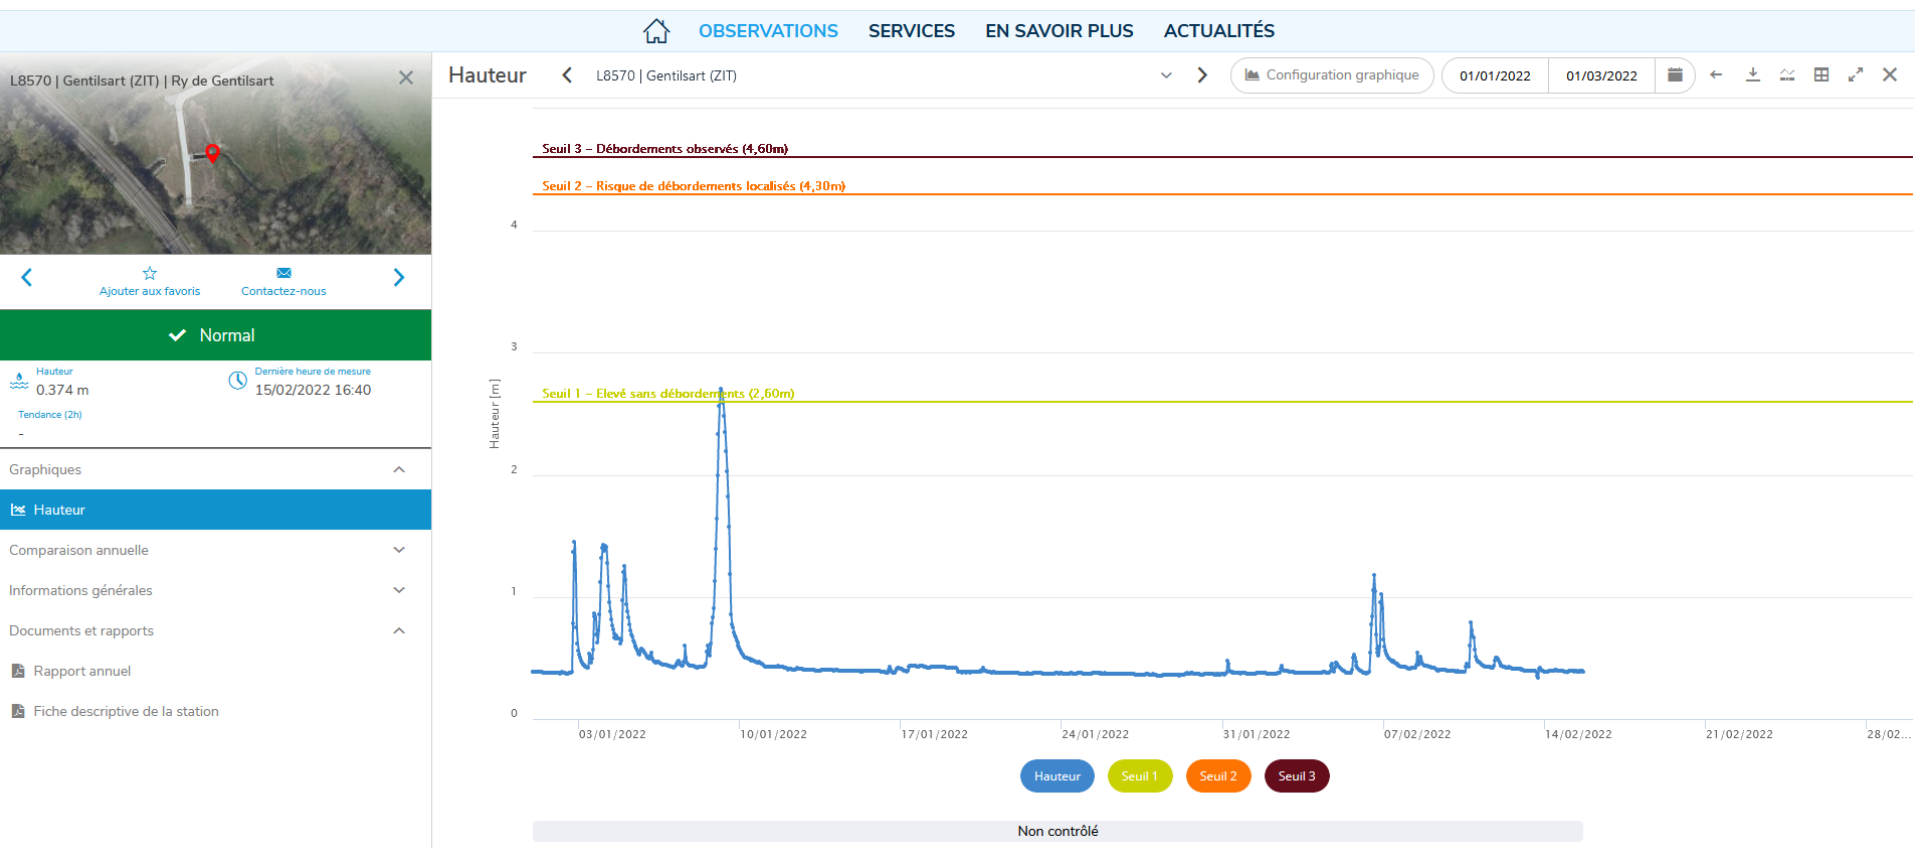 OBSERVATIONS SERVICES EN SAVOIR PLUS ACTUALITÉS
L8570 | Gentilsart (ZIT) | Ry de Gentilsart
Ajouter aux favoris Contactez-nous
Normal
Hauteur
0.374 m
Dernière heure de mesure
15/02/2022 16:40
Tendance (2h)
-
Graphiques
Hauteur
Comparaison annuelle
Informations générales
Documents et rapports
Rapport annuel
Fiche descriptive de la station
Hauteur L8570 | Gentilsart (ZIT) Configuration graphique 01/01/2022 01/03/2022
Seuil 3 - Débordements observés (4,60m)
Seuil 2 - Risque de débordements localisés (4,30m)
4
3
Seuil 1 - Elevé sans débordements (2,60m)
Hauteur [m]
2
1
0
03/01/2022 10/01/2022 17/01/2022 24/01/2022 31/01/2022 07/02/2022 14/02/2022 21/02/2022 28/02...
Hauteur Seuil 1 Seuil 2 Seuil 3
Non contrôlé